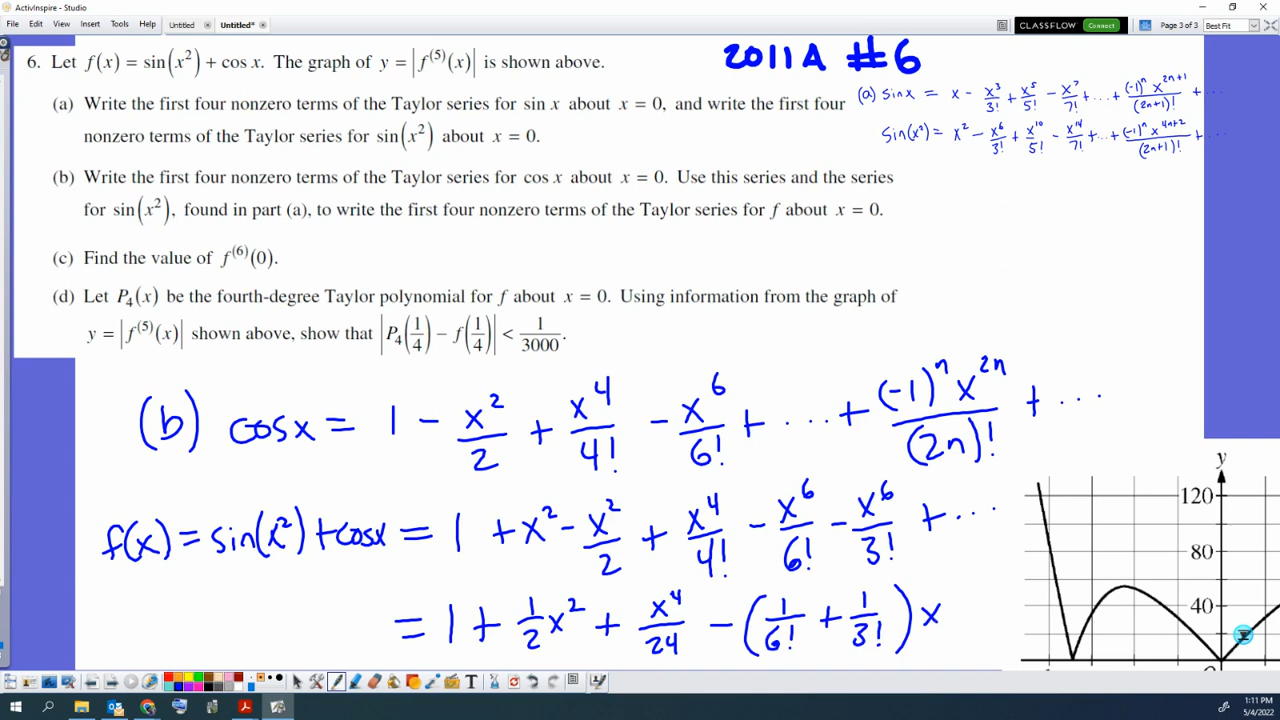 ActivInspire - Studio
File Edit View Insert Tools Help Untitled Untitled* CLASSFLOW Connect Page 3 of 3 Best Fit
6. Let f(x) = sin(x²) + cos x. The graph of y = |f⁽⁵⁾(x)| is shown above.
2011A #6
(a) Write the first four nonzero terms of the Taylor series for sin x about x = 0, and write the first four
nonzero terms of the Taylor series for sin(x²) about x = 0.
(a) sinx = x - x³/3! + x⁵/5! - x⁷/7! + ... + (-1)ⁿ x²ⁿ⁺¹/(2n+1)! + ...
sin(x²) = x² - x⁶/3! + x¹⁰/5! - x¹⁴/7! + ... + (-1)ⁿ x⁴ⁿ⁺²/(2n+1)! + ...
(b) Write the first four nonzero terms of the Taylor series for cos x about x = 0. Use this series and the series
for sin(x²), found in part (a), to write the first four nonzero terms of the Taylor series for f about x = 0.
(c) Find the value of f⁽⁶⁾(0).
(d) Let P₄(x) be the fourth-degree Taylor polynomial for f about x = 0. Using information from the graph of
y = |f⁽⁵⁾(x)| shown above, show that |P₄(1/4) − f(1/4)| < 1/3000.
(b) cosx = 1 - x²/2 + x⁴/4! - x⁶/6! + ... + (-1)ⁿ x²ⁿ/(2n)! + ...
f(x) = sin(x²) + cosx = 1 + x² - x²/2 + x⁴/4! - x⁶/6! - x⁶/3! + ...
= 1 + 1/2 x² + x⁴/24 - (1/6! + 1/3!) x
y
120
80
40
1:11 PM
5/4/2022